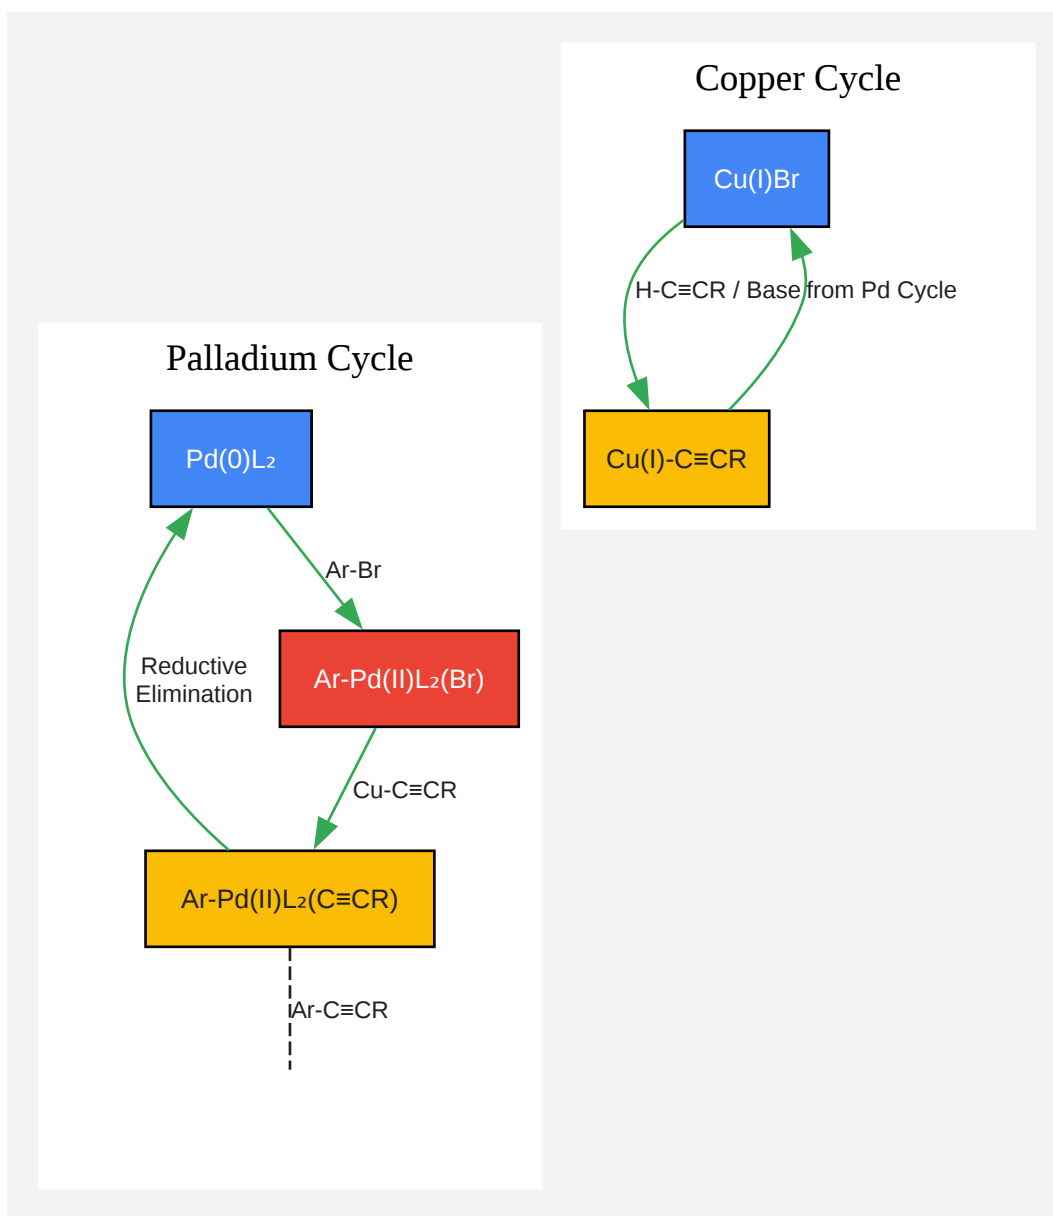 Copper Cycle
Cu(I)Br
H-C≡CR / Base
from Pd Cycle
Cu(I)-C≡CR
Palladium Cycle
Pd(0)L₂
Ar-Br
Reductive
Elimination
Ar-Pd(II)L₂(Br)
Cu-C≡CR
Ar-Pd(II)L₂(C≡CR)
Ar-C≡CR